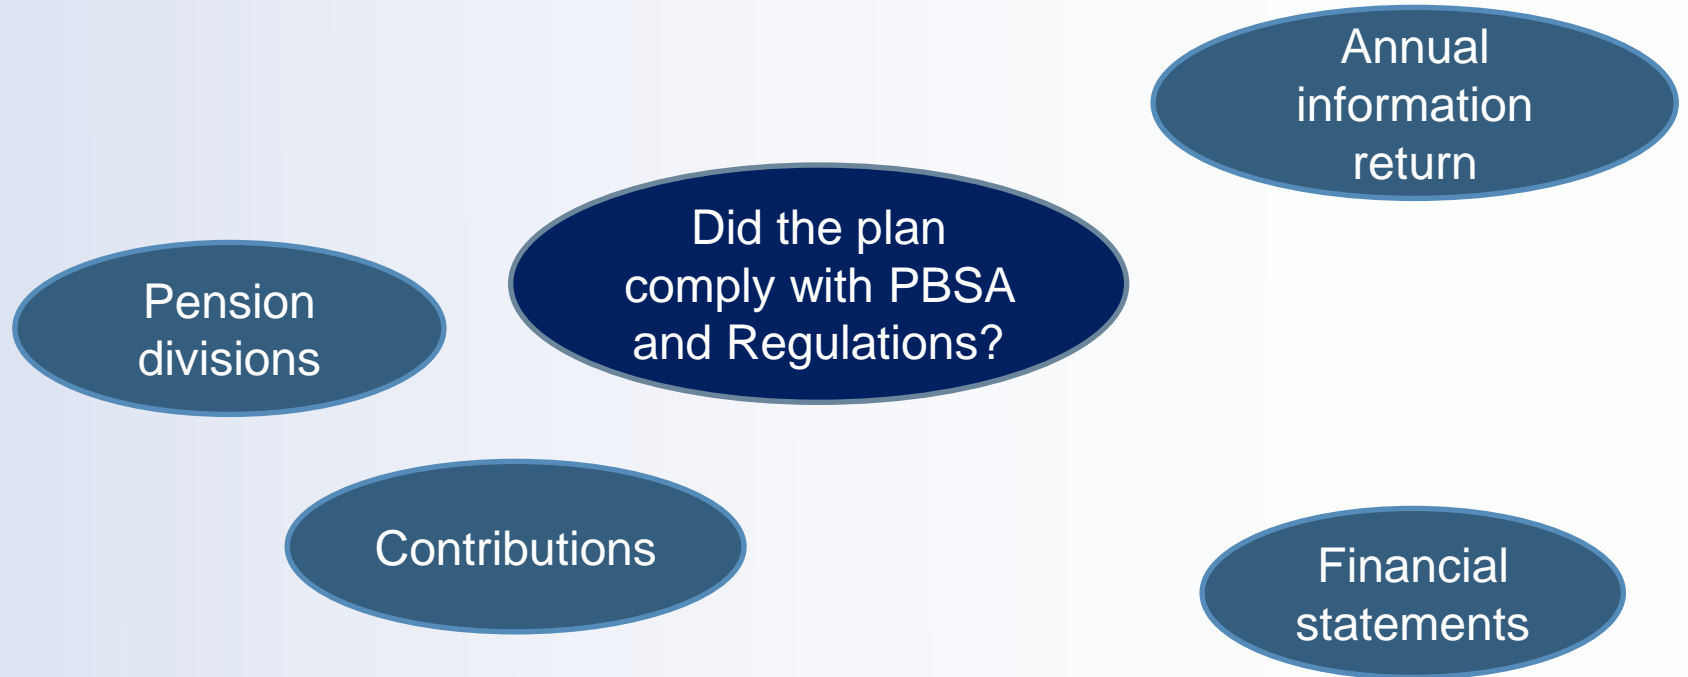 Annual
information
return
Did the plan
comply with PBSA
and Regulations?
Pension
divisions
Contributions
Financial
statements